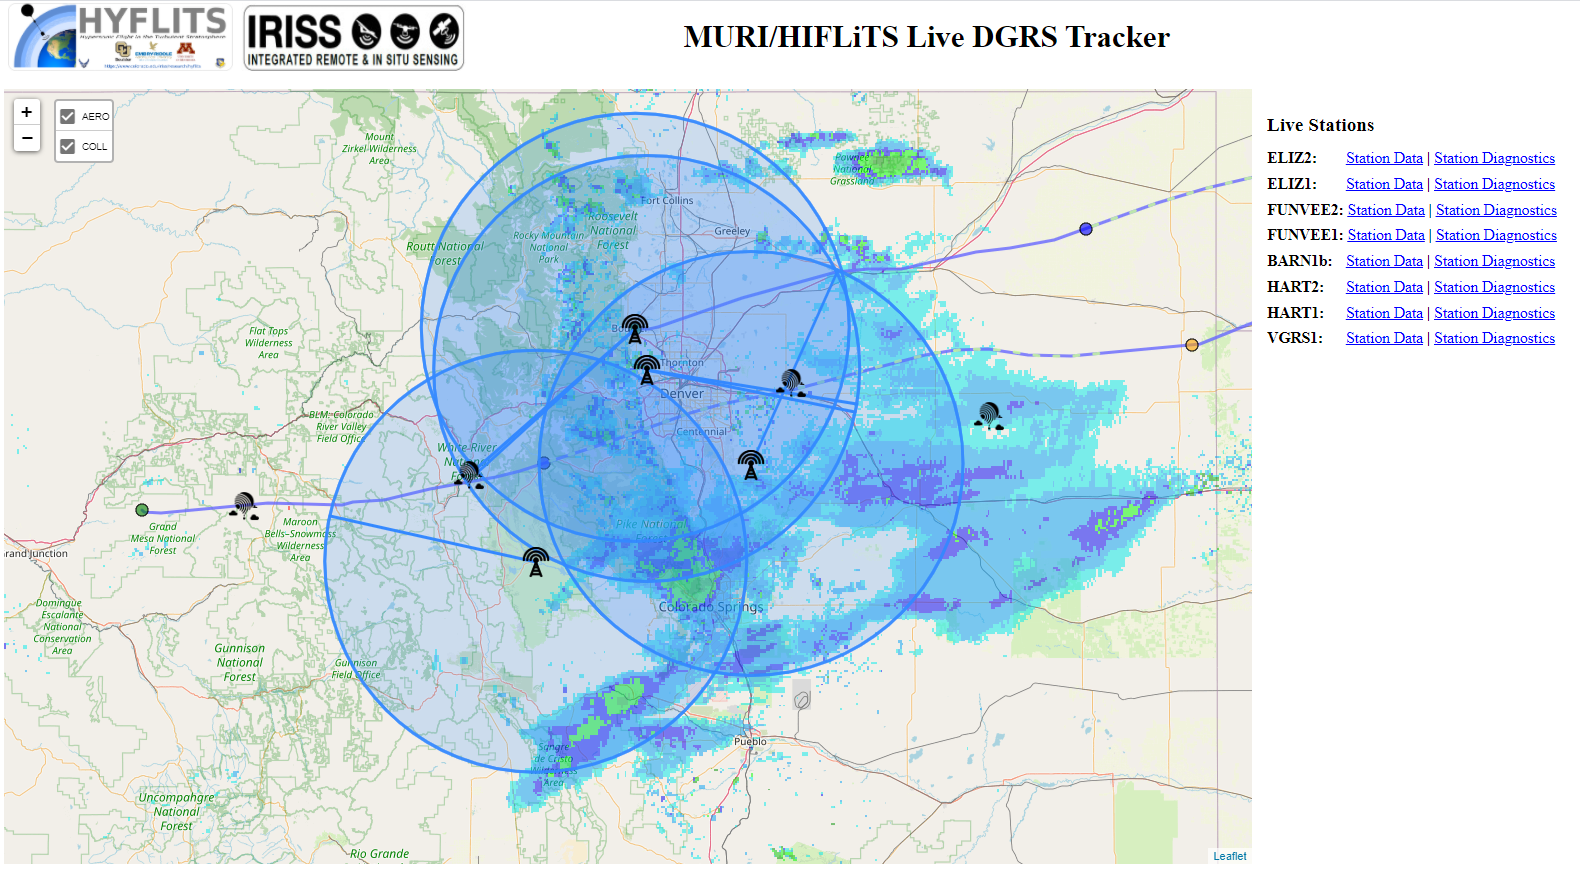 HYFLITS
Hypersonic Flight in the Turbulent Stratosphere
EMBRY-RIDDLE
IRISS
INTEGRATED REMOTE & IN SITU SENSING
MURI/HIFLiTS Live DGRS Tracker
+
−
AERO
COLL
Mount
Zirkel Wilderness
Area
Pawnee
National
Grassland
Fort Collins
Roosevelt
National
Forest
Greeley
Rocky Mountain
National
Park
Routt National
Forest
Flat Tops
Wilderness
Area
Thornton
Denver
BLM: Colorado
River Valley
Field Office
Centennial
White River
Grand
Mesa National
Forest
Maroon
Bells-Snowmass
Wilderness
Area
Pike National
Forest
Grand Junction
Colorado Springs
Dominguez
Escalante
National
Conservation
Area
Gunnison
National
Forest
Gunnison
Field Office
Pueblo
Sangre
de Cristo
Wilderness
Area
Uncompahgre
National
Forest
Rio Grande
Leaflet
Live Stations
ELIZ2: Station Data | Station Diagnostics
ELIZ1: Station Data | Station Diagnostics
FUNVEE2: Station Data | Station Diagnostics
FUNVEE1: Station Data | Station Diagnostics
BARN1b: Station Data | Station Diagnostics
HART2: Station Data | Station Diagnostics
HART1: Station Data | Station Diagnostics
VGRS1: Station Data | Station Diagnostics